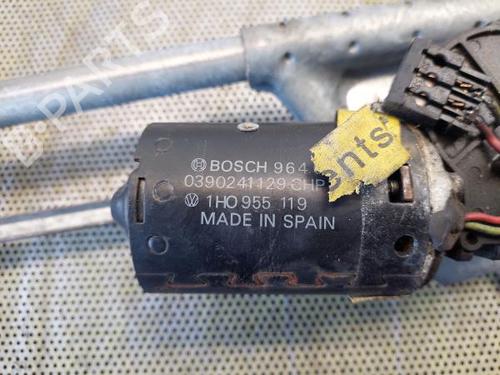 B-PARTS
BOSCH 964
0390241129 CHP
1H0 955 119
MADE IN SPAIN
ents